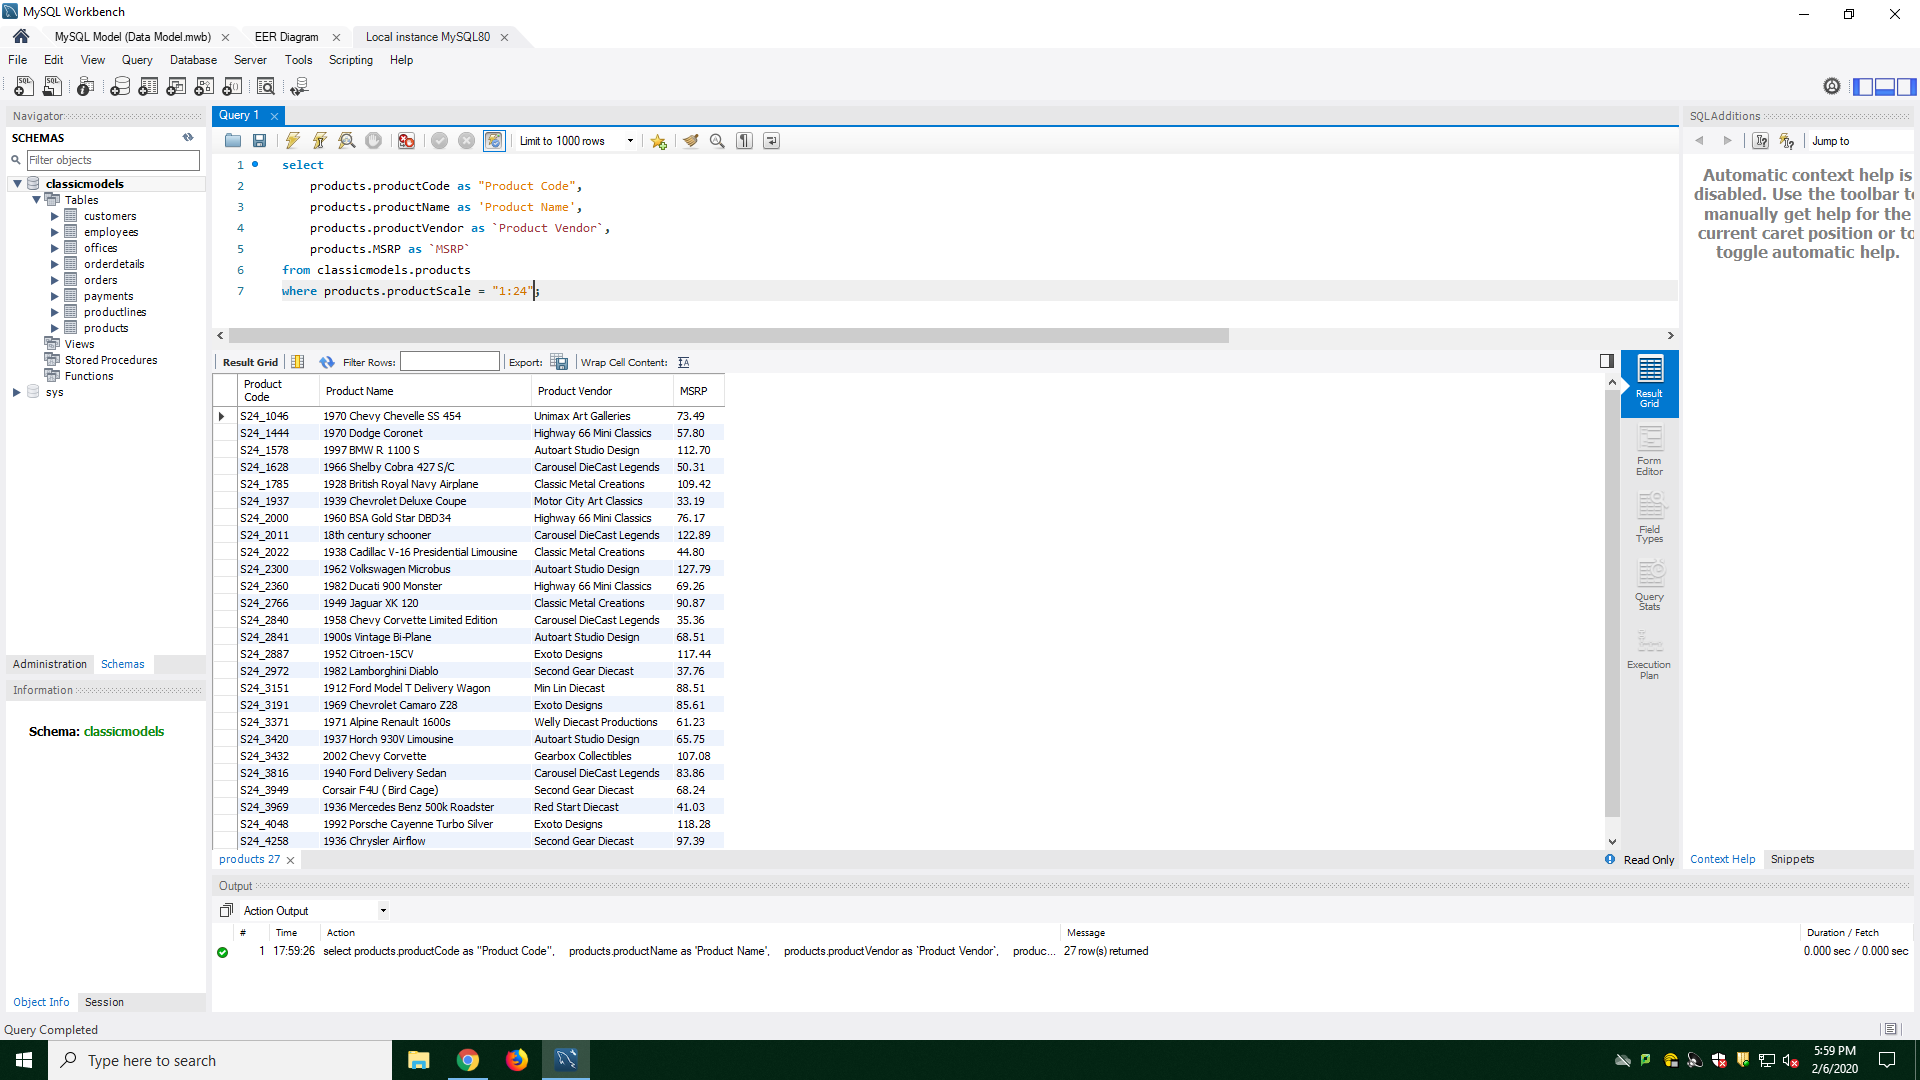 MySQL Workbench
MySQL Model (Data Model.mwb)
EER Diagram
Local instance MySQL80
File Edit View Query Database Server Tools Scripting Help
Navigator
SCHEMAS
Filter objects
classicmodels
Tables
customers
employees
offices
orderdetails
orders
payments
productlines
products
Views
Stored Procedures
Functions
sys
Administration Schemas
Information
Schema: classicmodels
Object Info Session
Query 1
Limit to 1000 rows
1 select
2 products.productCode as "Product Code",
3 products.productName as 'Product Name',
4 products.productVendor as `Product Vendor`,
5 products.MSRP as `MSRP`
6 from classicmodels.products
7 where products.productScale = "1:24";
Result Grid Filter Rows: Export: Wrap Cell Content:
Product Code Product Name Product Vendor MSRP
S24_1046 1970 Chevy Chevelle SS 454 Unimax Art Galleries 73.49
S24_1444 1970 Dodge Coronet Highway 66 Mini Classics 57.80
S24_1578 1997 BMW R 1100 S Autoart Studio Design 112.70
S24_1628 1966 Shelby Cobra 427 S/C Carousel DieCast Legends 50.31
S24_1785 1928 British Royal Navy Airplane Classic Metal Creations 109.42
S24_1937 1939 Chevrolet Deluxe Coupe Motor City Art Classics 33.19
S24_2000 1960 BSA Gold Star DBD34 Highway 66 Mini Classics 76.17
S24_2011 18th century schooner Carousel DieCast Legends 122.89
S24_2022 1938 Cadillac V-16 Presidential Limousine Classic Metal Creations 44.80
S24_2300 1962 Volkswagen Microbus Autoart Studio Design 127.79
S24_2360 1982 Ducati 900 Monster Highway 66 Mini Classics 69.26
S24_2766 1949 Jaguar XK 120 Classic Metal Creations 90.87
S24_2840 1958 Chevy Corvette Limited Edition Carousel DieCast Legends 35.36
S24_2841 1900s Vintage Bi-Plane Autoart Studio Design 68.51
S24_2887 1952 Citroen-15CV Exoto Designs 117.44
S24_2972 1982 Lamborghini Diablo Second Gear Diecast 37.76
S24_3151 1912 Ford Model T Delivery Wagon Min Lin Diecast 88.51
S24_3191 1969 Chevrolet Camaro Z28 Exoto Designs 85.61
S24_3371 1971 Alpine Renault 1600s Welly Diecast Productions 61.23
S24_3420 1937 Horch 930V Limousine Autoart Studio Design 65.75
S24_3432 2002 Chevy Corvette Gearbox Collectibles 107.08
S24_3816 1940 Ford Delivery Sedan Carousel DieCast Legends 83.86
S24_3949 Corsair F4U ( Bird Cage) Second Gear Diecast 68.24
S24_3969 1936 Mercedes Benz 500k Roadster Red Start Diecast 41.03
S24_4048 1992 Porsche Cayenne Turbo Silver Exoto Designs 118.28
S24_4258 1936 Chrysler Airflow Second Gear Diecast 97.39
Result Grid
Form Editor
Field Types
Query Stats
Execution Plan
products 27
Read Only
SQLAdditions
Jump to
Automatic context help is
disabled. Use the toolbar to
manually get help for the
current caret position or to
toggle automatic help.
Context Help Snippets
Output
Action Output
# Time Action Message Duration / Fetch
1 17:59:26 select products.productCode as "Product Code", products.productName as 'Product Name', products.productVendor as `Product Vendor`, produc... 27 row(s) returned 0.000 sec / 0.000 sec
Query Completed
Type here to search
5:59 PM
2/6/2020